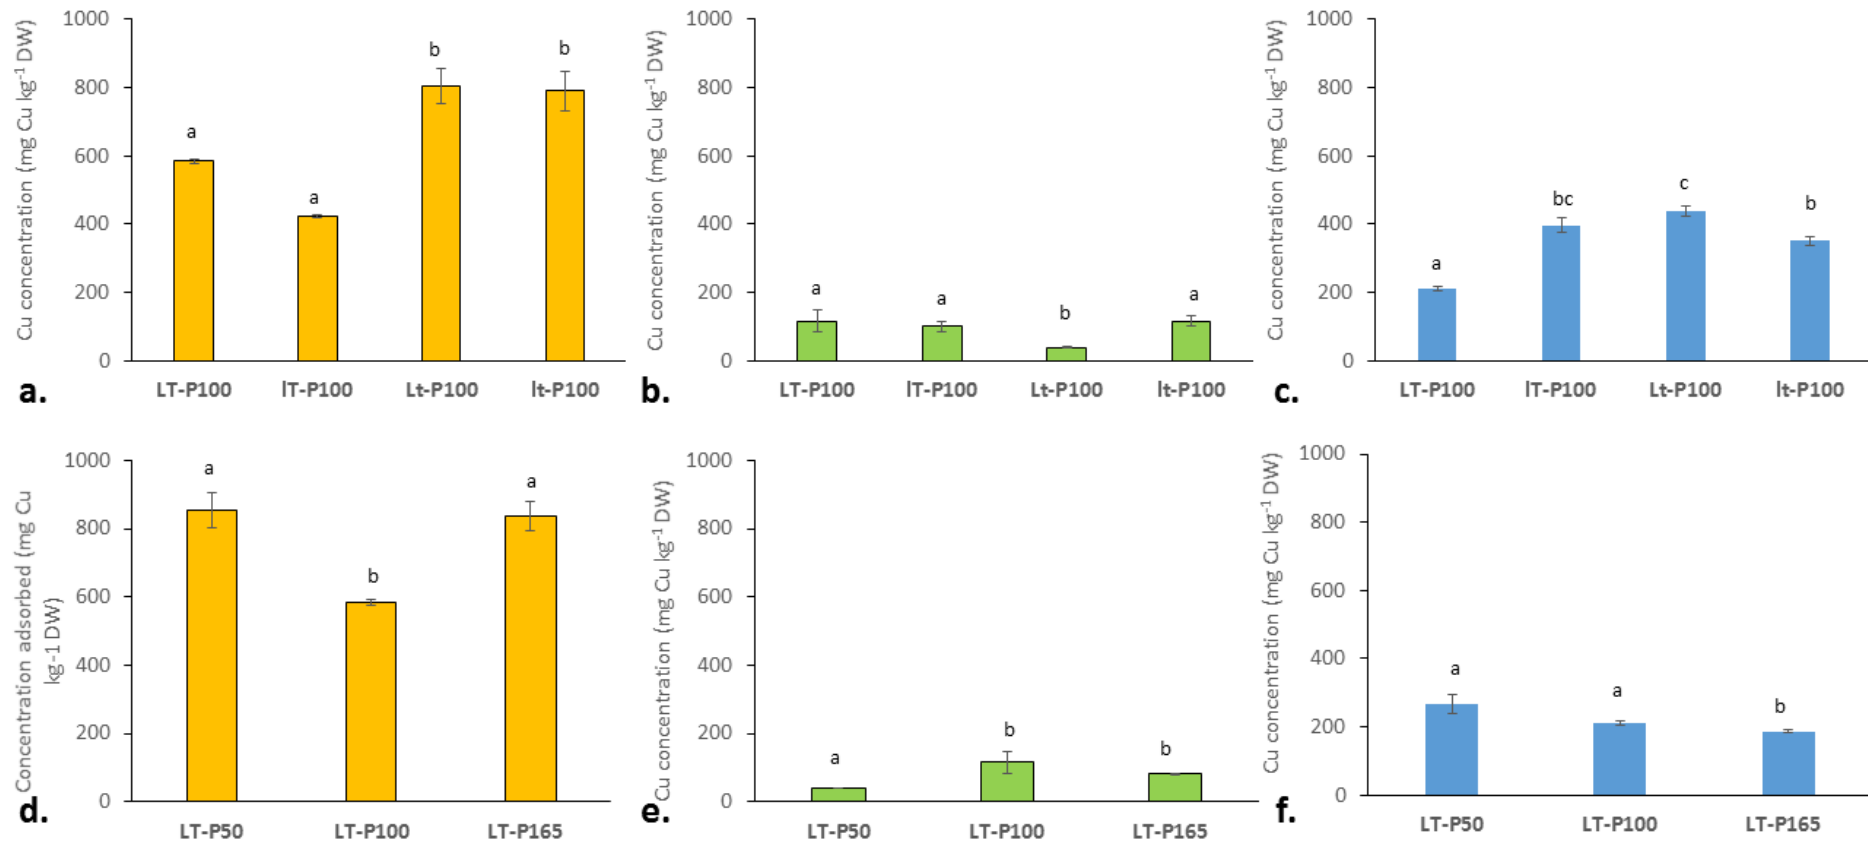 Cu concentration (mg Cu kg⁻¹ DW)
1000
800
600
400
200
0
a
a
b
b
LT-P100 lT-P100 Lt-P100 lt-P100
a.
Cu concentration (mg Cu kg⁻¹ DW)
1000
800
600
400
200
0
a
a
b
a
LT-P100 lT-P100 Lt-P100 lt-P100
b.
Cu concentration (mg Cu kg⁻¹ DW)
1000
800
600
400
200
0
a
bc
c
b
LT-P100 lT-P100 Lt-P100 lt-P100
c.
Concentration adsorbed (mg Cu
kg-1 DW)
1000
800
600
400
200
0
a
b
a
LT-P50 LT-P100 LT-P165
d.
Cu concentration (mg Cu kg⁻¹ DW)
1000
800
600
400
200
0
a
b
b
LT-P50 LT-P100 LT-P165
e.
Cu concentration (mg Cu kg⁻¹ DW)
1000
800
600
400
200
0
a
a
b
LT-P50 LT-P100 LT-P165
f.